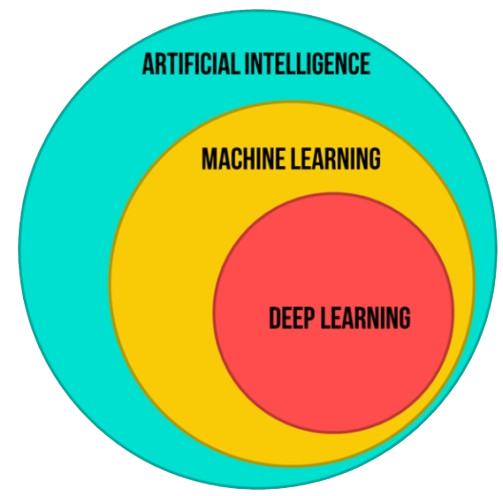 ARTIFICIAL INTELLIGENCE
MACHINE LEARNING
DEEP LEARNING